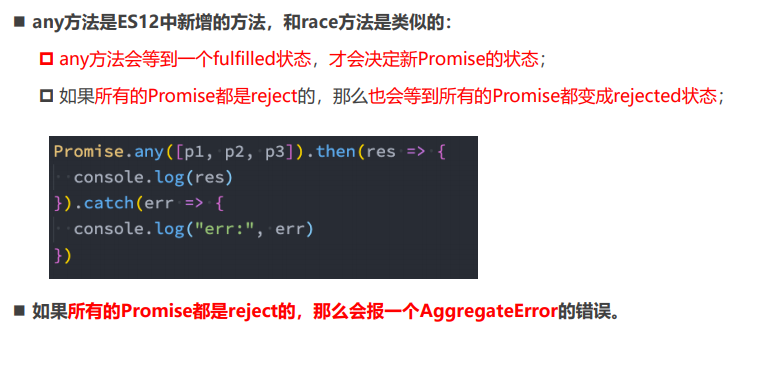 any方法是ES12中新增的方法，和race方法是类似的：
any方法会等到一个fulfilled状态，才会决定新Promise的状态；
如果所有的Promise都是reject的，那么也会等到所有的Promise都变成rejected状态；
Promise.any([p1, p2, p3]).then(res => {
  console.log(res)
}).catch(err => {
  console.log("err:", err)
})
如果所有的Promise都是reject的，那么会报一个AggregateError的错误。